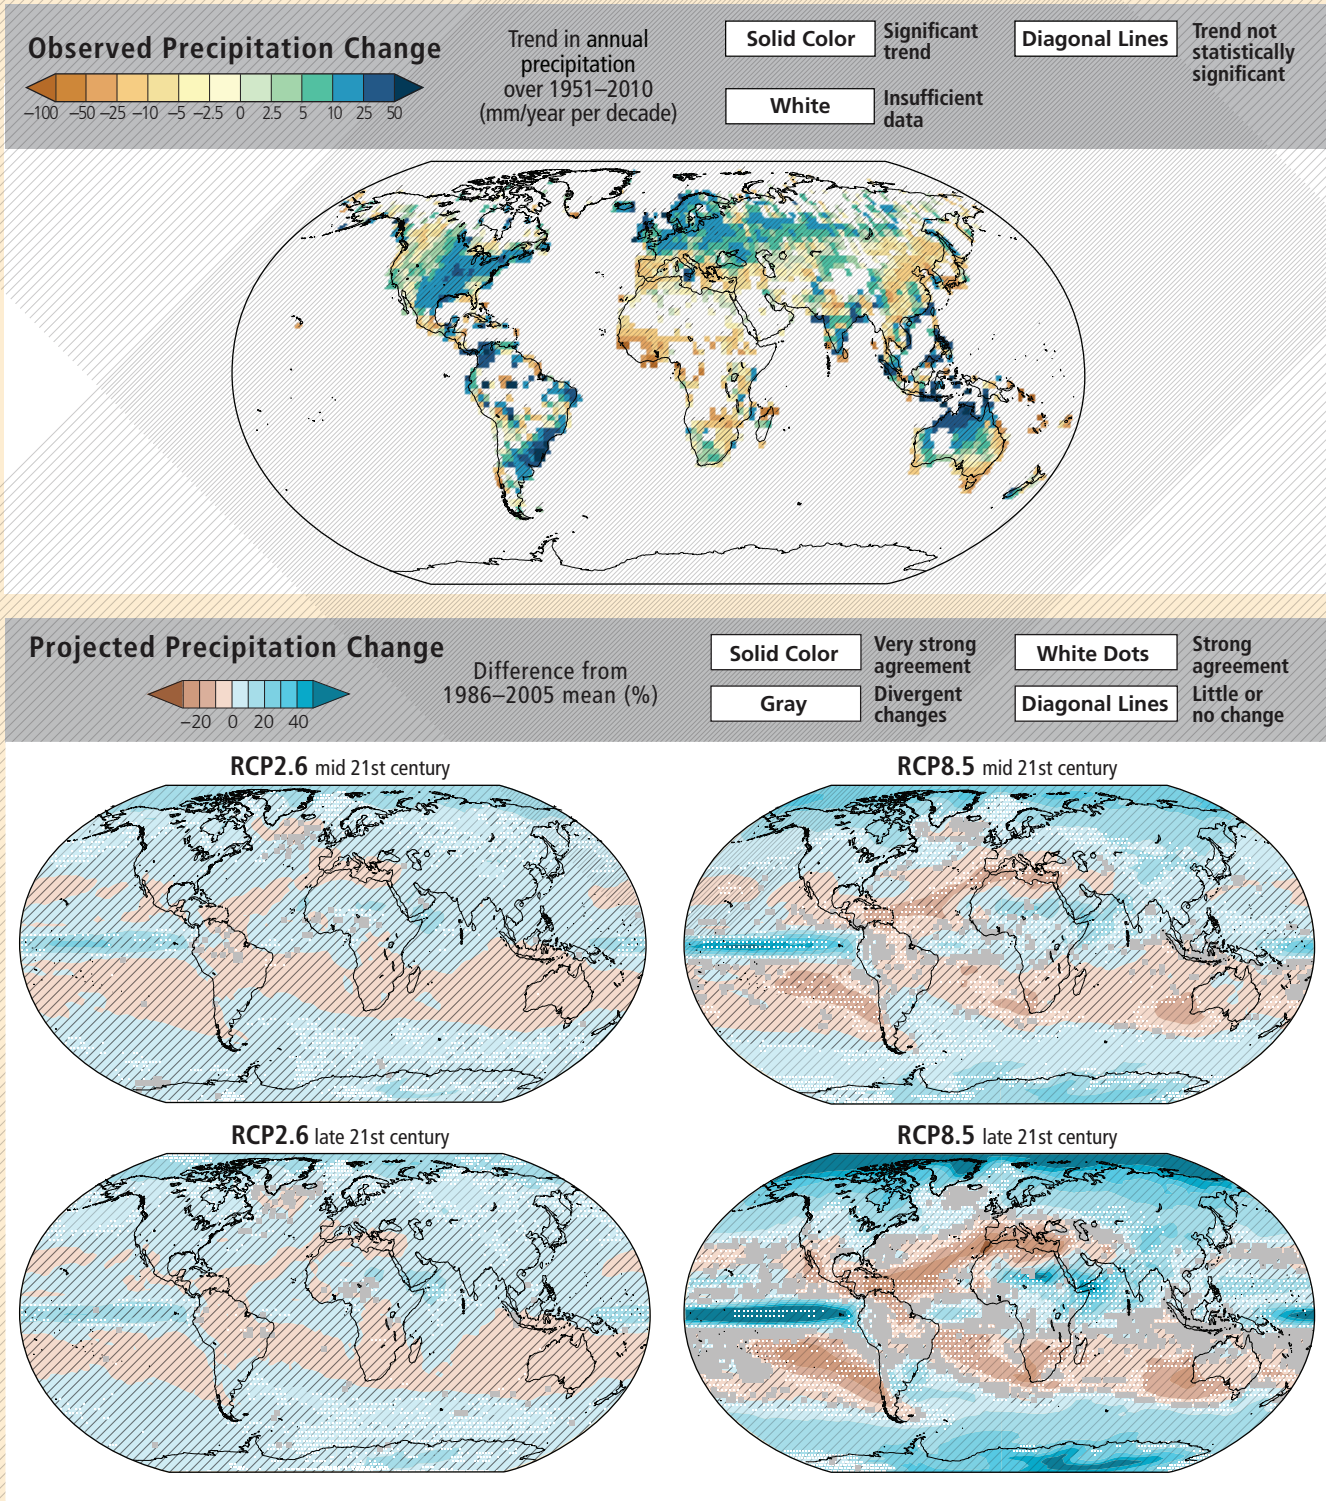 Observed Precipitation Change
Trend in annual
precipitation
over 1951–2010
(mm/year per decade)
–100 –50 –25 –10 –5 –2.5 0 2.5 5 10 25 50
Solid Color
Significant
trend
Diagonal Lines
Trend not
statistically
significant
White
Insufficient
data
Projected Precipitation Change
Difference from
1986–2005 mean (%)
–20 0 20 40
Solid Color
Very strong
agreement
White Dots
Strong
agreement
Gray
Divergent
changes
Diagonal Lines
Little or
no change
RCP2.6 mid 21st century
RCP8.5 mid 21st century
RCP2.6 late 21st century
RCP8.5 late 21st century